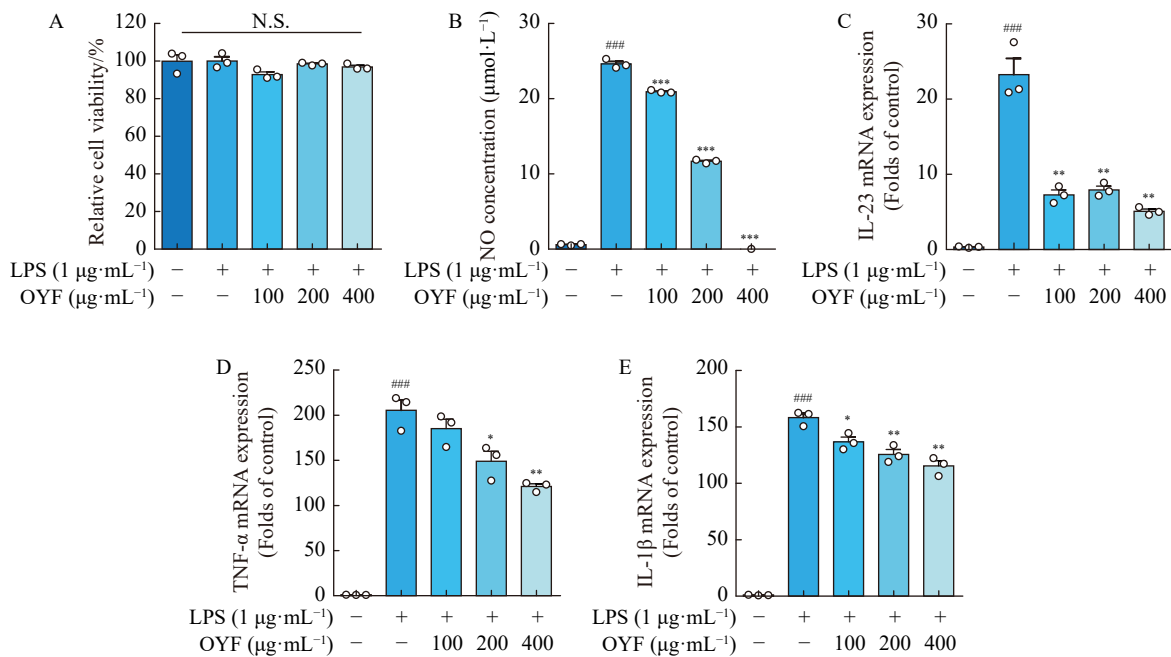 A
N.S.
Relative cell viability/%
120
100
80
60
40
20
0
LPS (1 μg·mL⁻¹) − + + + +
OYF (μg·mL⁻¹) − − 100 200 400
B
NO concentration (μmol·L⁻¹)
30
20
10
0
###
***
***
***
LPS (1 μg·mL⁻¹) − + + + +
OYF (μg·mL⁻¹) − − 100 200 400
C
IL-23 mRNA expression
(Folds of control)
30
20
10
0
###
**
**
**
LPS (1 μg·mL⁻¹) − + + + +
OYF (μg·mL⁻¹) − − 100 200 400
D
TNF-α mRNA expression
(Folds of control)
250
200
150
100
50
0
###
*
**
LPS (1 μg·mL⁻¹) − + + + +
OYF (μg·mL⁻¹) − − 100 200 400
E
IL-1β mRNA expression
(Folds of control)
200
150
100
50
0
###
*
**
**
LPS (1 μg·mL⁻¹) − + + + +
OYF (μg·mL⁻¹) − − 100 200 400